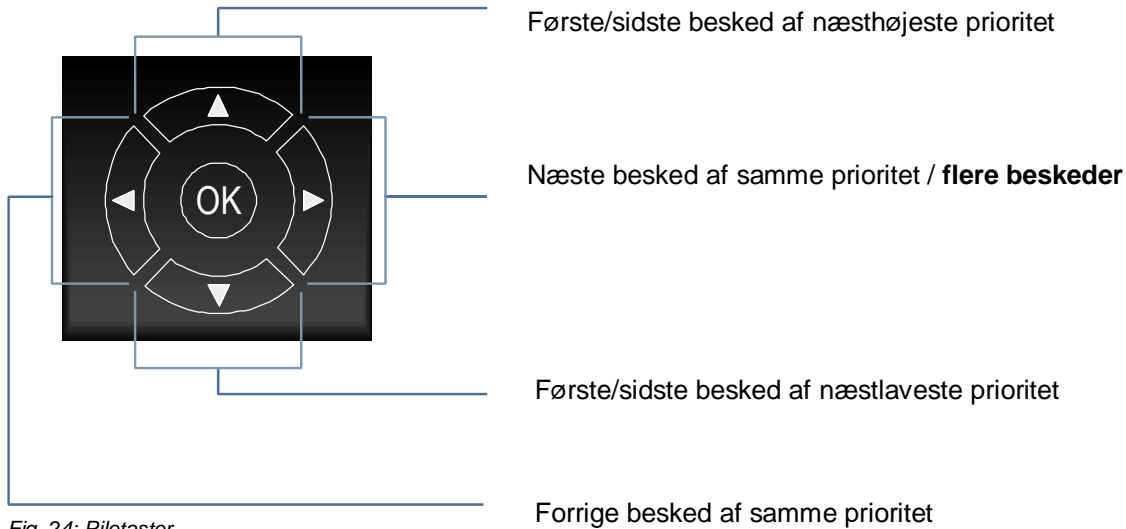 Første/sidste besked af næsthøjeste prioritet
Næste besked af samme prioritet / flere beskeder
OK
Første/sidste besked af næstlaveste prioritet
Forrige besked af samme prioritet
Fig. 24: Piletaster